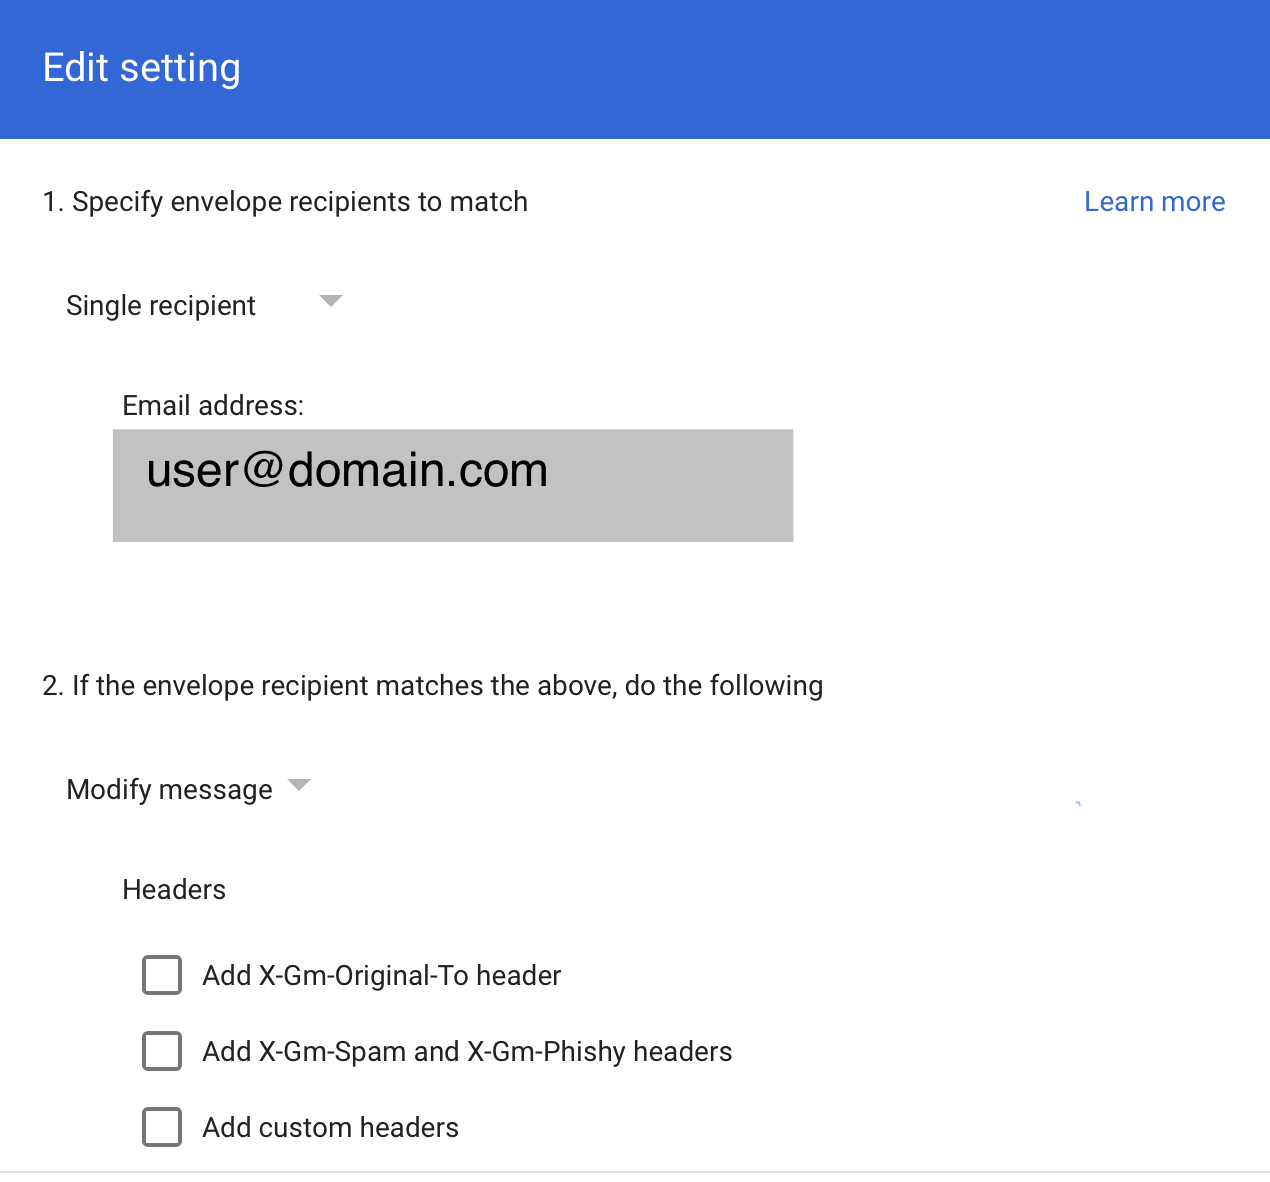 Edit setting
1. Specify envelope recipients to match
Learn more
Single recipient
Email address:
user@domain.com
2. If the envelope recipient matches the above, do the following
Modify message
Headers
Add X-Gm-Original-To header
Add X-Gm-Spam and X-Gm-Phishy headers
Add custom headers